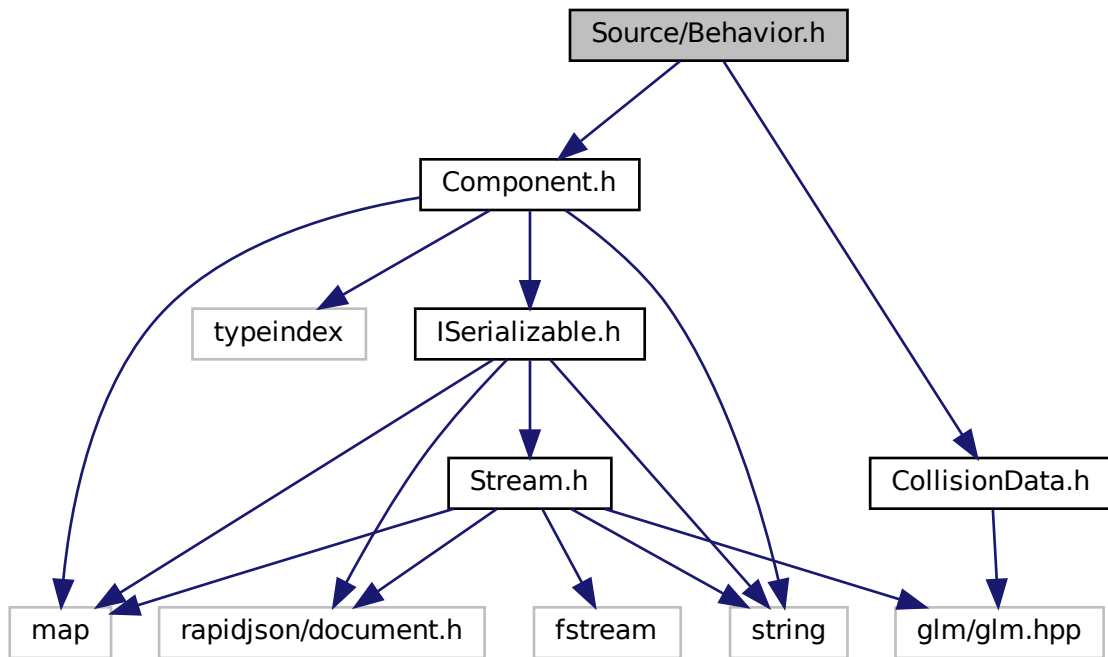 Source/Behavior.h
Component.h
typeindex
ISerializable.h
Stream.h
CollisionData.h
map
rapidjson/document.h
fstream
string
glm/glm.hpp